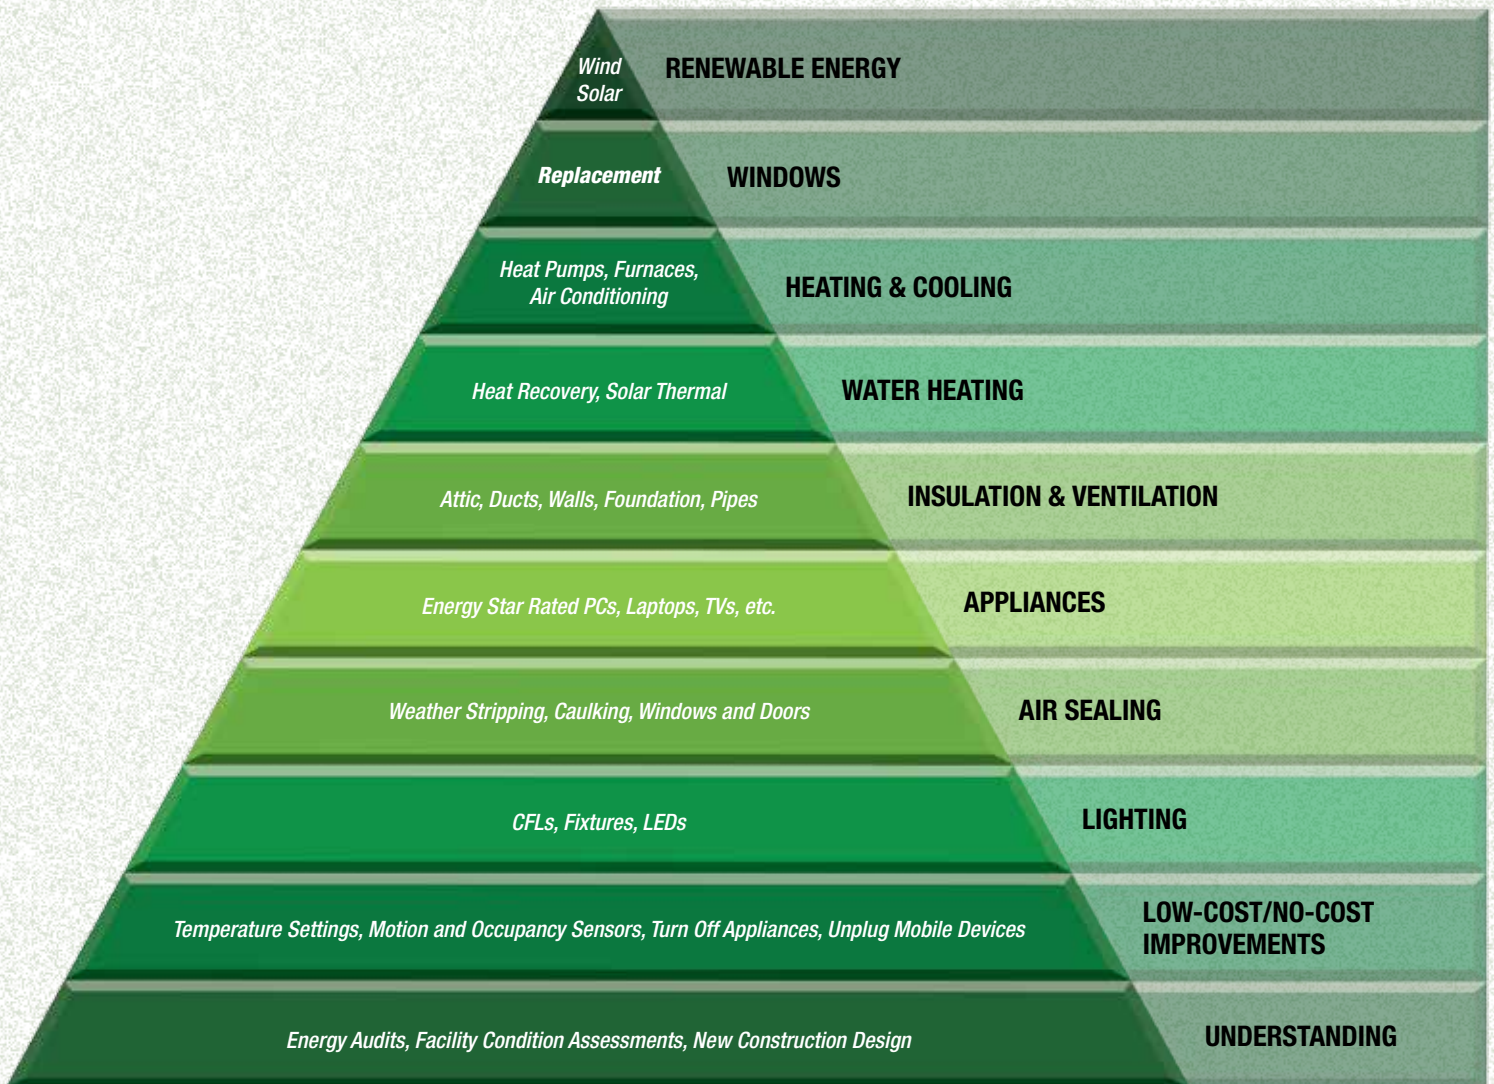 Wind
Solar
RENEWABLE ENERGY
Replacement
WINDOWS
Heat Pumps, Furnaces,
Air Conditioning
HEATING & COOLING
Heat Recovery, Solar Thermal
WATER HEATING
Attic, Ducts, Walls, Foundation, Pipes
INSULATION & VENTILATION
Energy Star Rated PCs, Laptops, TVs, etc.
APPLIANCES
Weather Stripping, Caulking, Windows and Doors
AIR SEALING
CFLs, Fixtures, LEDs
LIGHTING
Temperature Settings, Motion and Occupancy Sensors, Turn Off Appliances, Unplug Mobile Devices
LOW-COST/NO-COST
IMPROVEMENTS
Energy Audits, Facility Condition Assessments, New Construction Design
UNDERSTANDING